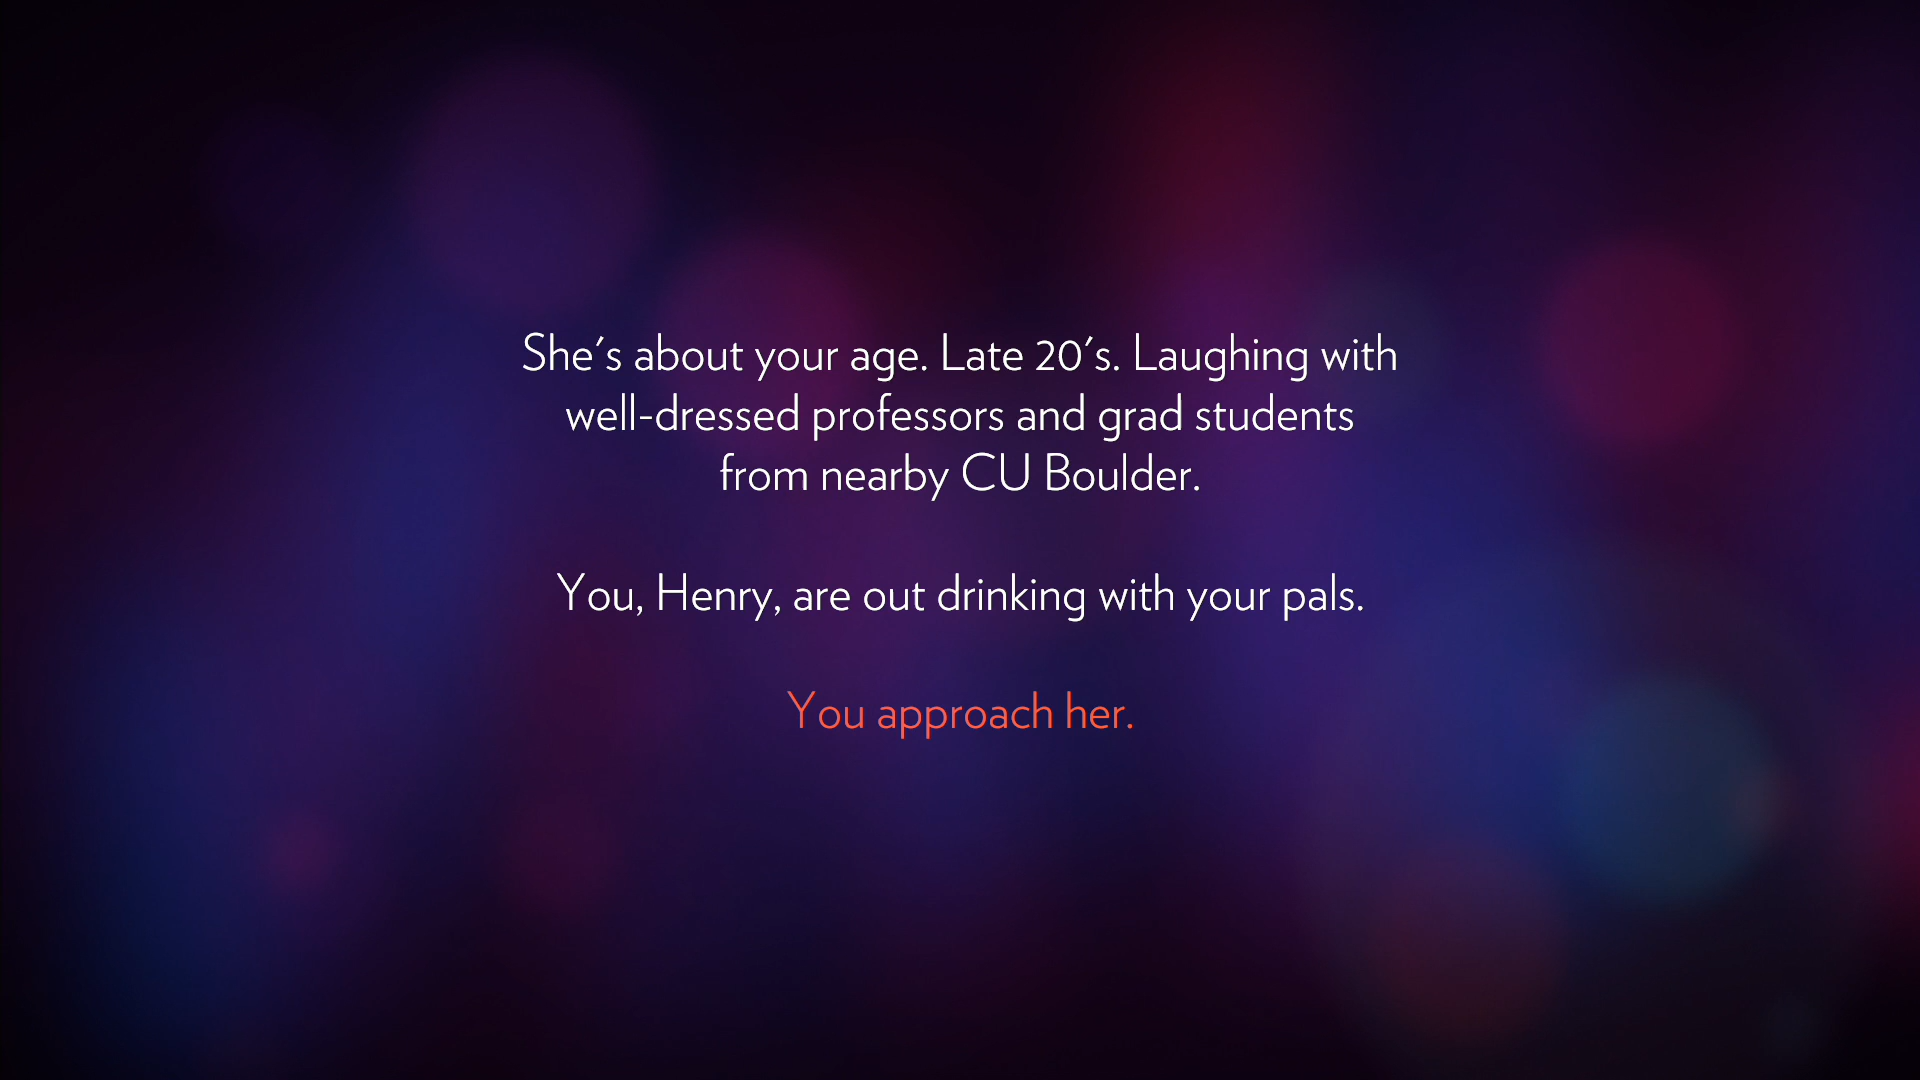 She's about your age. Late 20's. Laughing with
well-dressed professors and grad students
from nearby CU Boulder.
You, Henry, are out drinking with your pals.
You approach her.